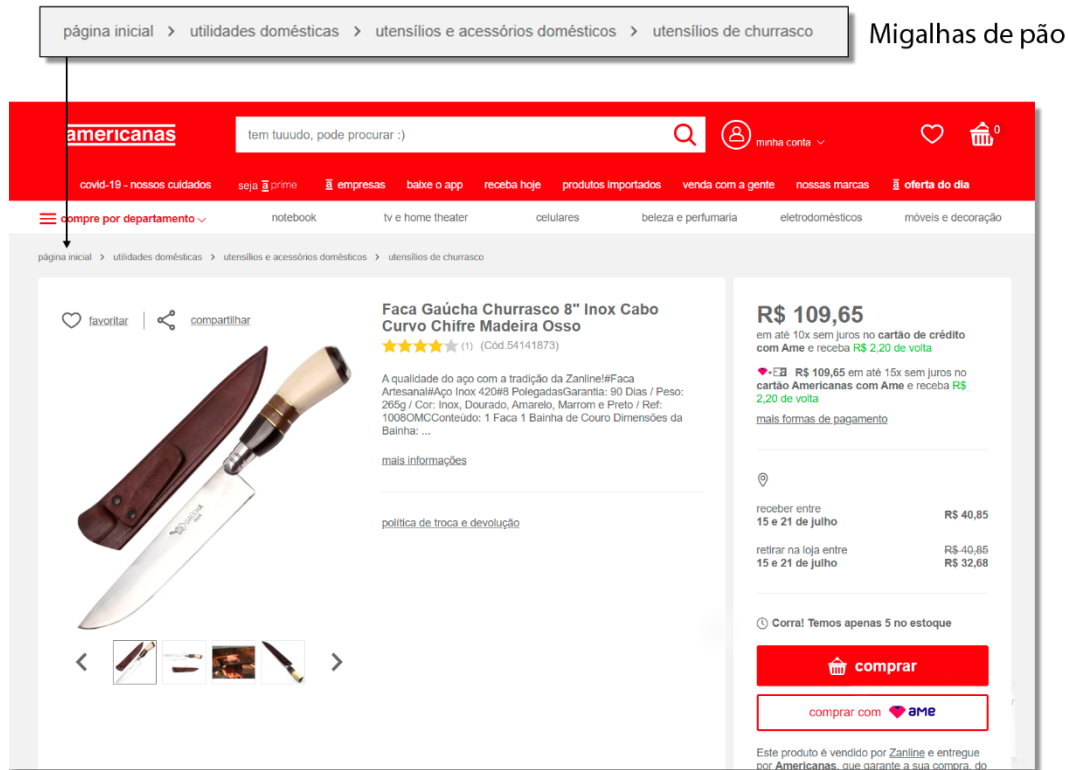 página inicial > utilidades domésticas > utensílios e acessórios domésticos > utensílios de churrasco
Migalhas de pão
americanas
tem tuuudo, pode procurar :)
minha conta
0
covid-19 - nossos cuidados seja a prime a empresas baixe o app receba hoje produtos importados venda com a gente nossas marcas a oferta do dia
compre por departamento notebook tv e home theater celulares beleza e perfumaria eletrodomésticos móveis e decoração
página inicial > utilidades domésticas > utensílios e acessórios domésticos > utensílios de churrasco
favoritar compartilhar
Faca Gaúcha Churrasco 8" Inox Cabo
Curvo Chifre Madeira Osso
(1) (Cód.54141873)
A qualidade do aço com a tradição da Zanline!#Faca
Artesanal#Aço Inox 420#8 PolegadasGarantia: 90 Dias / Peso:
265g / Cor: Inox, Dourado, Amarelo, Marrom e Preto / Ref:
1008OMCConteúdo: 1 Faca 1 Bainha de Couro Dimensões da
Bainha: ...
mais informações
política de troca e devolução
GAÚCHA
R$ 109,65
em até 10x sem juros no cartão de crédito
com Ame e receba R$ 2,20 de volta
R$ 109,65 em até 15x sem juros no
cartão Americanas com Ame e receba R$
2,20 de volta
mais formas de pagamento
receber entre
15 e 21 de julho R$ 40,85
retirar na loja entre R$ 40,85
15 e 21 de julho R$ 32,68
Corra! Temos apenas 5 no estoque
comprar
comprar com ame
Este produto é vendido por Zanline e entregue
por Americanas, que garante a sua compra, do